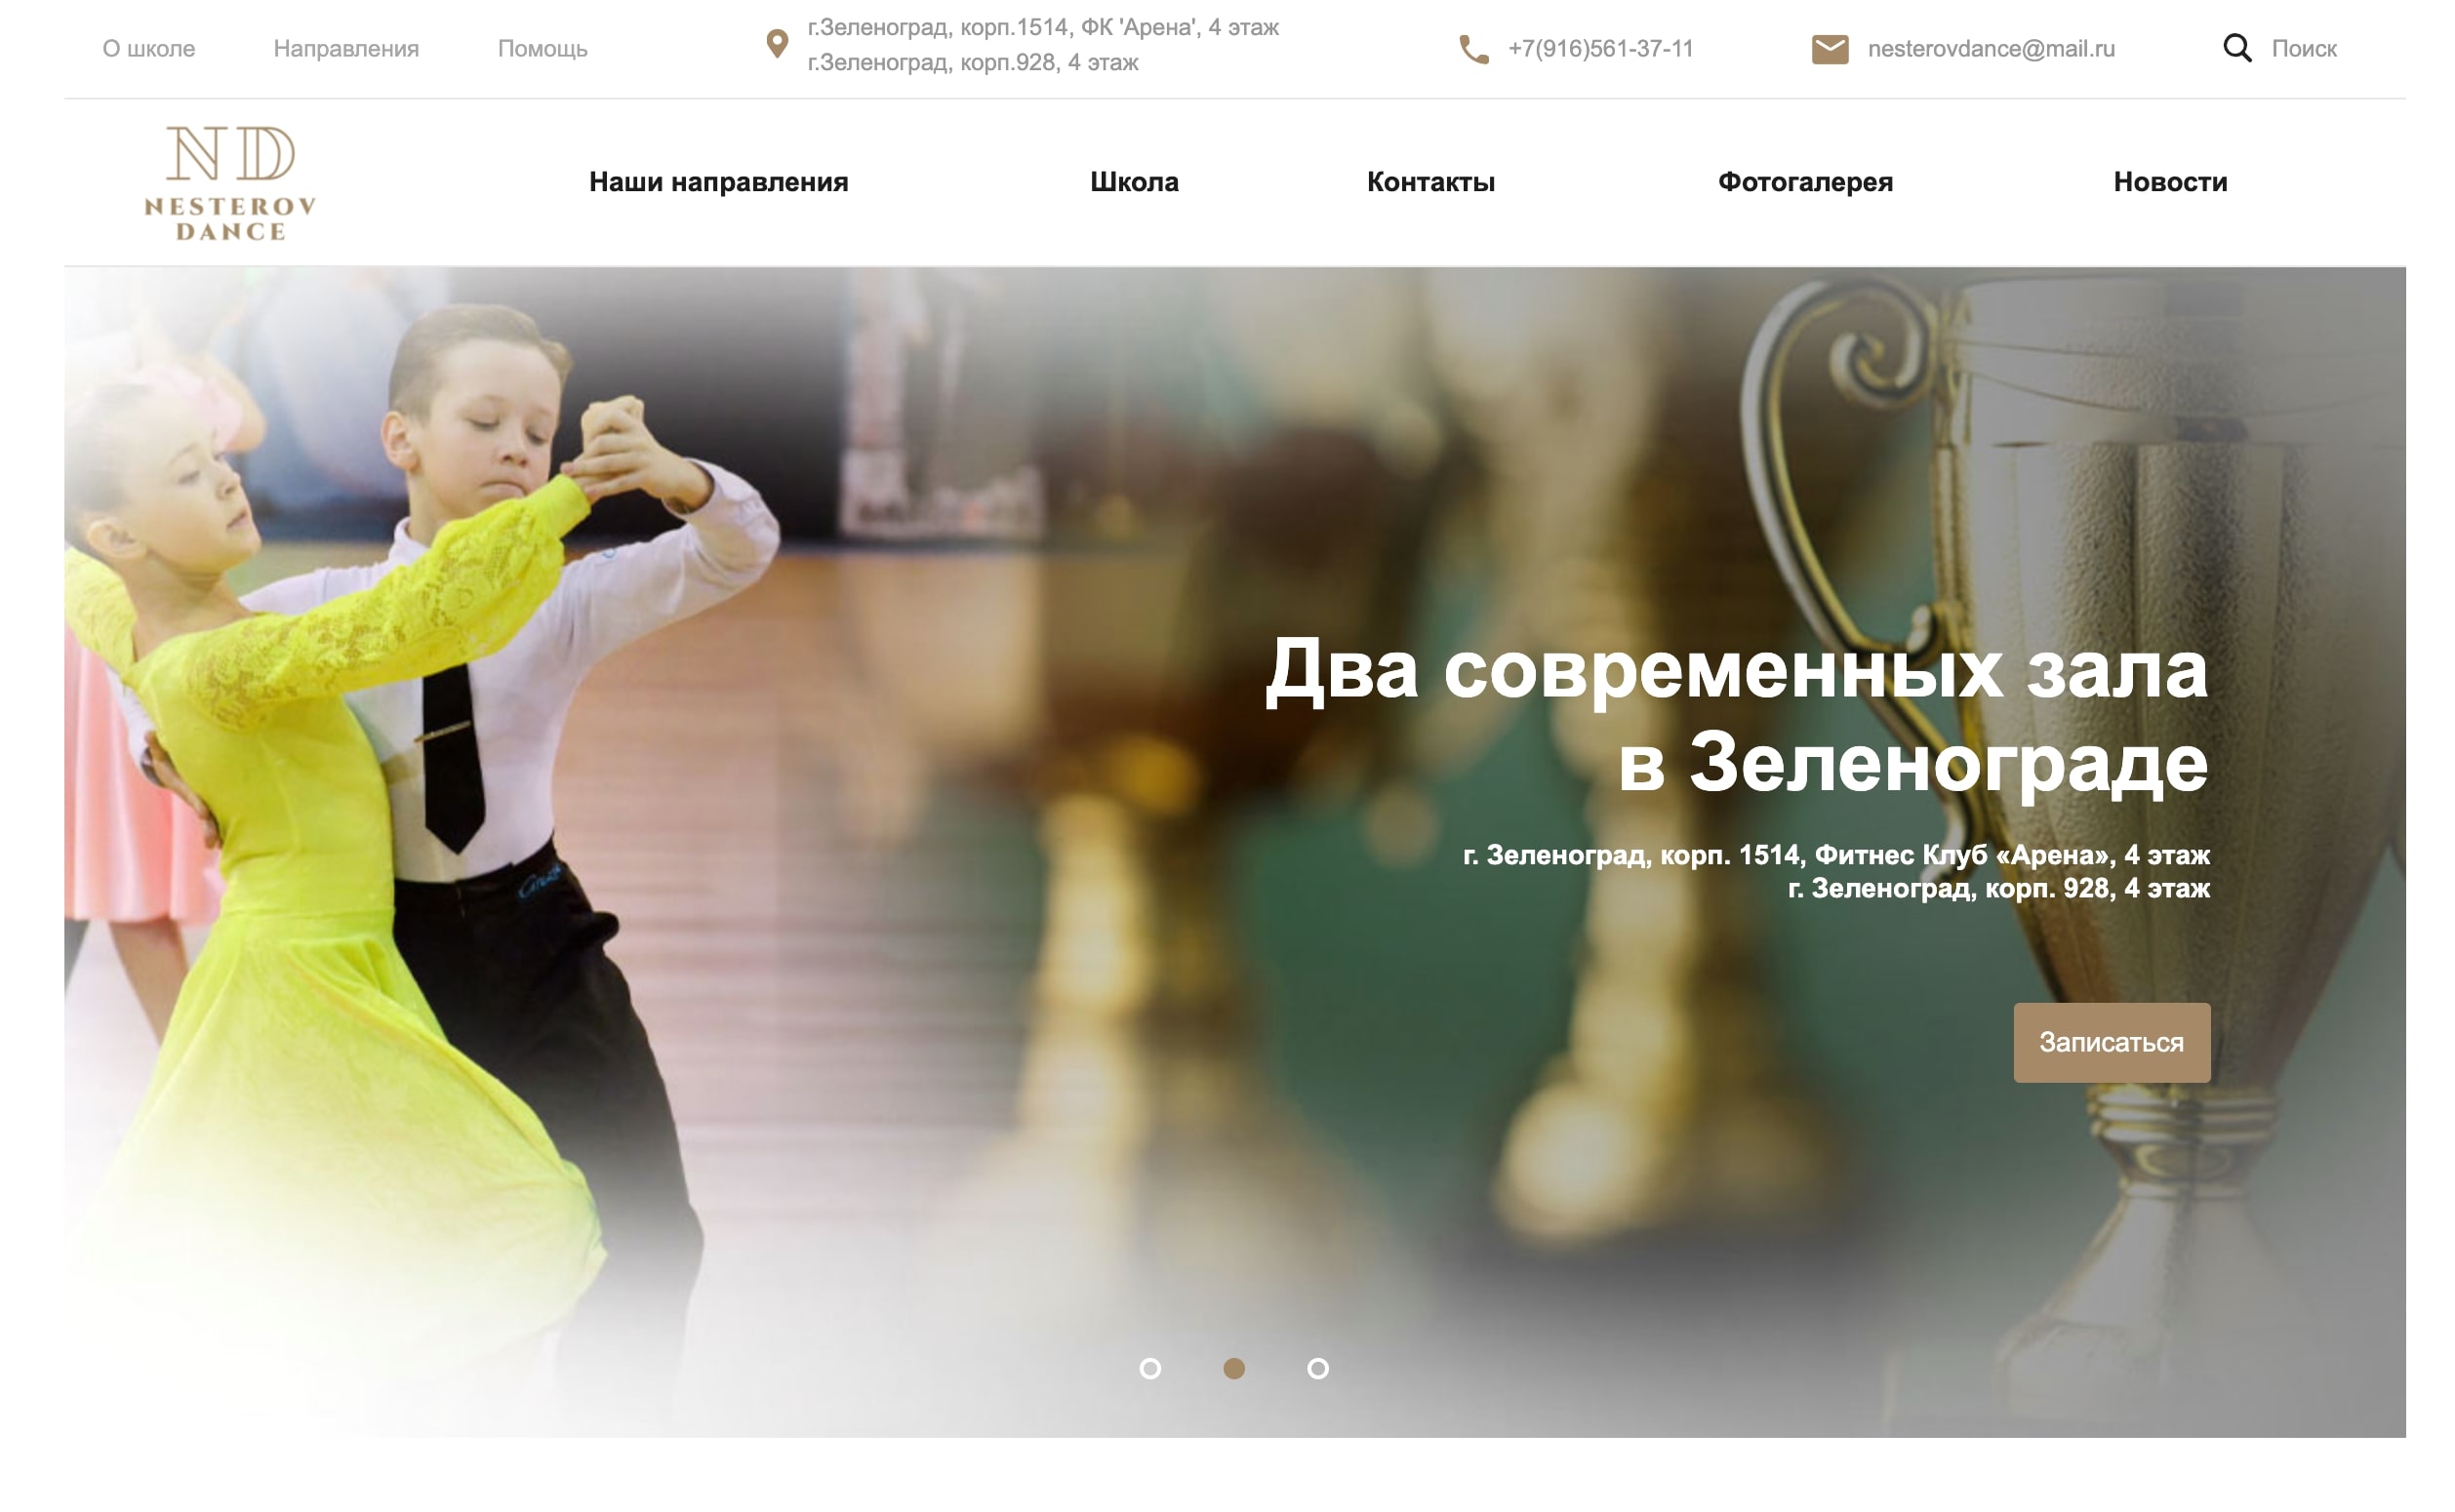 О школе
Направления
Помощь
г.Зеленоград, корп.1514, ФК 'Арена', 4 этаж
г.Зеленоград, корп.928, 4 этаж
+7(916)561-37-11
nesterovdance@mail.ru
Поиск
ND
NESTEROV
DANCE
Наши направления
Школа
Контакты
Фотогалерея
Новости
Два современных зала
в Зеленограде
г. Зеленоград, корп. 1514, Фитнес Клуб «Арена», 4 этаж
г. Зеленоград, корп. 928, 4 этаж
Записаться